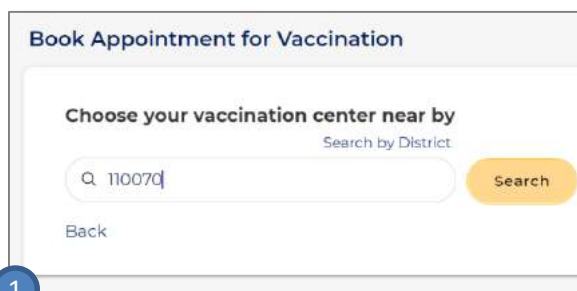 Book Appointment for Vaccination
Choose your vaccination center near by
Search by District
110070
Search
Back
1